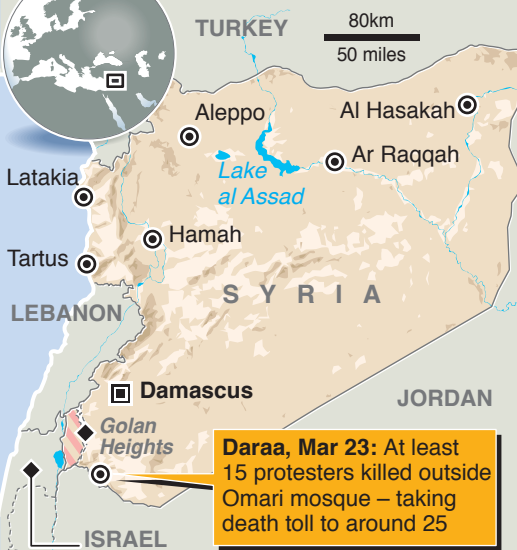 TURKEY
80km
50 miles
Aleppo
Al Hasakah
Ar Raqqah
Lake
al Assad
Latakia
Hamah
Tartus
SYRIA
LEBANON
Damascus
JORDAN
Golan
Heights
Daraa, Mar 23: At least
15 protesters killed outside
Omari mosque – taking
death toll to around 25
ISRAEL